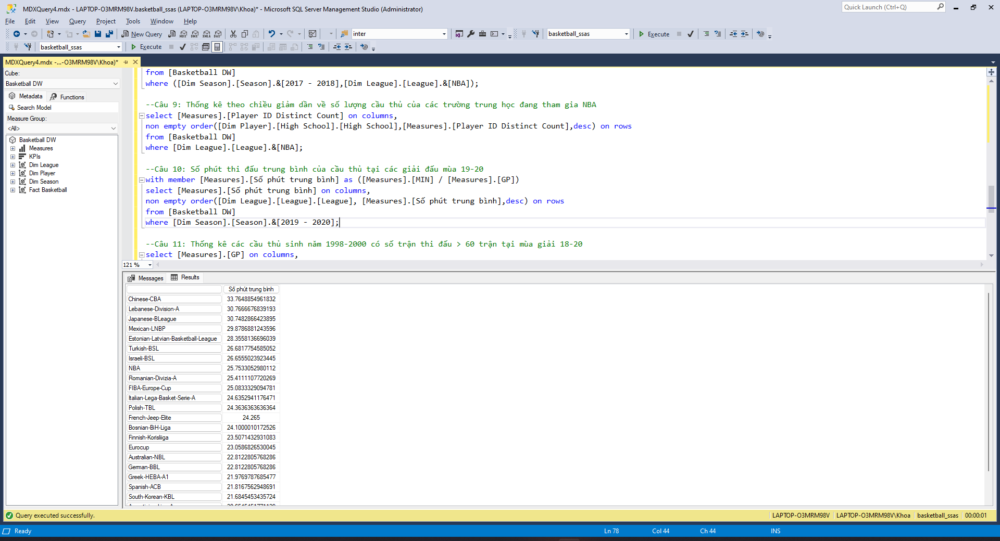 MDXQuery4.mdx - LAPTOP-O3MRM98V.basketball_ssas (LAPTOP-O3MRM98V\Khoa)* - Microsoft SQL Server Management Studio (Administrator)
Quick Launch (Ctrl+Q)
File Edit View Query Project Tools Window Help
New Query MDX DMX XMLA DAX inter basketball_ssas Execute
basketball_ssas Execute
MDXQuery4.mdx -...-O3MRM98V\Khoa)*
Cube:
Basketball DW
Metadata Functions
Search Model
Measure Group:
<All>
Basketball DW
Measures
KPIs
Dim League
Dim Player
Dim Season
Fact Basketball
from [Basketball DW]
where ([Dim Season].[Season].&[2017 - 2018],[Dim League].[League].&[NBA]);
--Câu 9: Thống kê theo chiều giảm dần về số lượng cầu thủ của các trường trung học đang tham gia NBA
select [Measures].[Player ID Distinct Count] on columns,
non empty order([Dim Player].[High School].[High School],[Measures].[Player ID Distinct Count],desc) on rows
from [Basketball DW]
where [Dim League].[League].&[NBA];
--Câu 10: Số phút thi đấu trung bình của cầu thủ tại các giải đấu mùa 19-20
with member [Measures].[Số phút trung bình] as ([Measures].[MIN] / [Measures].[GP])
select [Measures].[Số phút trung bình] on columns,
non empty order([Dim League].[League].[League], [Measures].[Số phút trung bình],desc) on rows
from [Basketball DW]
where [Dim Season].[Season].&[2019 - 2020];
--Câu 11: Thống kê các cầu thủ sinh năm 1998-2000 có số trận thi đấu > 60 trận tại mùa giải 18-20
select [Measures].[GP] on columns,
121 %
Messages Results
Số phút trung bình
Chinese-CBA 33.7648854961832
Lebanese-Division-A 30.7666676839193
Japanese-BLeague 30.7482866423895
Mexican-LNBP 29.8786881243596
Estonian-Latvian-Basketball-League 28.3558136696039
Turkish-BSL 26.6817754585052
Israeli-BSL 26.6555023923445
NBA 25.7533052980112
Romanian-Divizia-A 25.4111107720269
FIBA-Europe-Cup 25.0833329094781
Italian-Lega-Basket-Serie-A 24.6352941176471
Polish-TBL 24.3636363636364
French-Jeep-Elite 24.265
Bosnian-BiH-Liga 24.1000010172526
Finnish-Korisliiga 23.5071432931083
Eurocup 23.0586826530045
Australian-NBL 22.8122805768286
German-BBL 22.8122805768286
Greek-HEBA-A1 21.9769787685477
Spanish-ACB 21.8167562948691
South-Korean-KBL 21.6845453435724
Query executed successfully. LAPTOP-O3MRM98V LAPTOP-O3MRM98V\Khoa basketball_ssas 00:00:01
Ready Ln 78 Col 44 Ch 44 INS